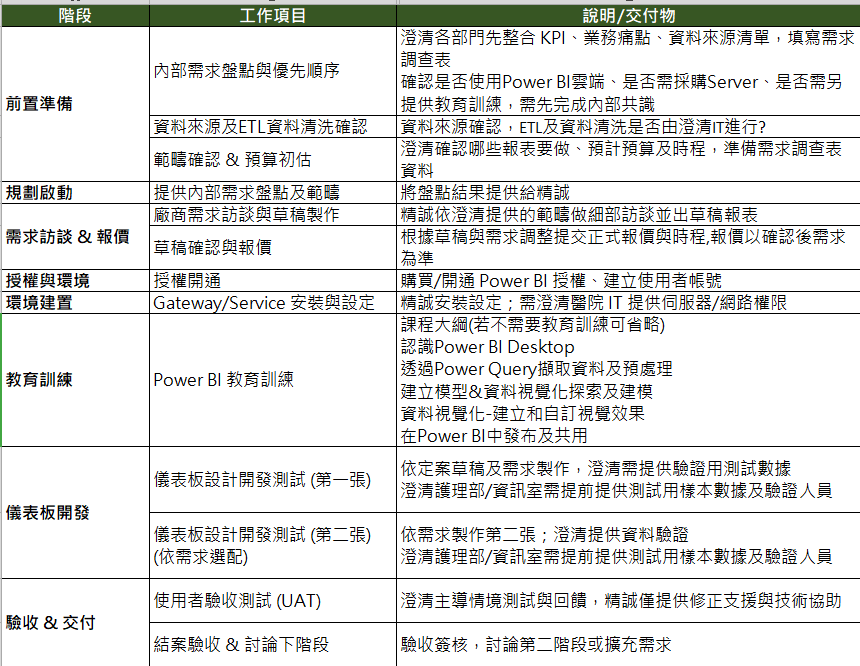 階段 工作項目 說明/交付物
前置準備
內部需求盤點與優先順序
澄清各部門先整合 KPI、業務痛點、資料來源清單，填寫需求
調查表
確認是否使用Power BI雲端、是否需採購Server、是否需另
提供教育訓練，需先完成內部共識
資料來源及ETL資料清洗確認 資料來源確認，ETL及資料清洗是否由澄清IT進行?
範疇確認 & 預算初估
澄清確認哪些報表要做、預計預算及時程，準備需求調查表
資料
規劃啟動 提供內部需求盤點及範疇 將盤點結果提供給精誠
需求訪談 & 報價
廠商需求訪談與草稿製作 精誠依澄清提供的範疇做細部訪談並出草稿報表
草稿確認與報價
根據草稿與需求調整提交正式報價與時程,報價以確認後需求
為準
授權與環境 授權開通 購買/開通 Power BI 授權、建立使用者帳號
環境建置 Gateway/Service 安裝與設定 精誠安裝設定；需澄清醫院 IT 提供伺服器/網路權限
教育訓練 Power BI 教育訓練
課程大綱(若不需要教育訓練可省略)
認識Power BI Desktop
透過Power Query擷取資料及預處理
建立模型&資料視覺化探索及建模
資料視覺化-建立和自訂視覺效果
在Power BI中發布及共用
儀表板開發
儀表板設計開發測試 (第一張)
依定案草稿及需求製作，澄清需提供驗證用測試數據
澄清護理部/資訊室需提前提供測試用樣本數據及驗證人員
儀表板設計開發測試 (第二張)
(依需求選配)
依需求製作第二張；澄清提供資料驗證
澄清護理部/資訊室需提前提供測試用樣本數據及驗證人員
驗收 & 交付
使用者驗收測試 (UAT) 澄清主導情境測試與回饋，精誠僅提供修正支援與技術協助
結案驗收 & 討論下階段 驗收簽核，討論第二階段或擴充需求